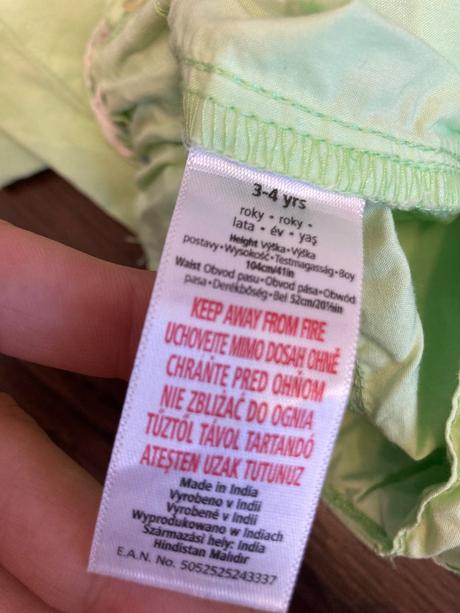 3-4 yrs
roky • roky •
lata • év • yaş
Height Výška • Výška
postavy • Wysokość • Testmagasság • Boy
104cm/41in
Waist Obvod pasu • Obvod pása • Obwód
pasa • Derékbőség • Bel 52cm/20½in
KEEP AWAY FROM FIRE
UCHOVEJTE MIMO DOSAH OHNĚ
CHRÁŇTE PRED OHŇOM
NIE ZBLIŻAĆ DO OGNIA
TŰZTŐL TÁVOL TARTANDÓ
ATEŞTEN UZAK TUTUNUZ
Made in India
Vyrobeno v Indii
Vyrobené v Indii
Wyprodukowano w Indiach
Származási hely: India
Hindistan Malıdır
E.A.N. No. 5052525243337